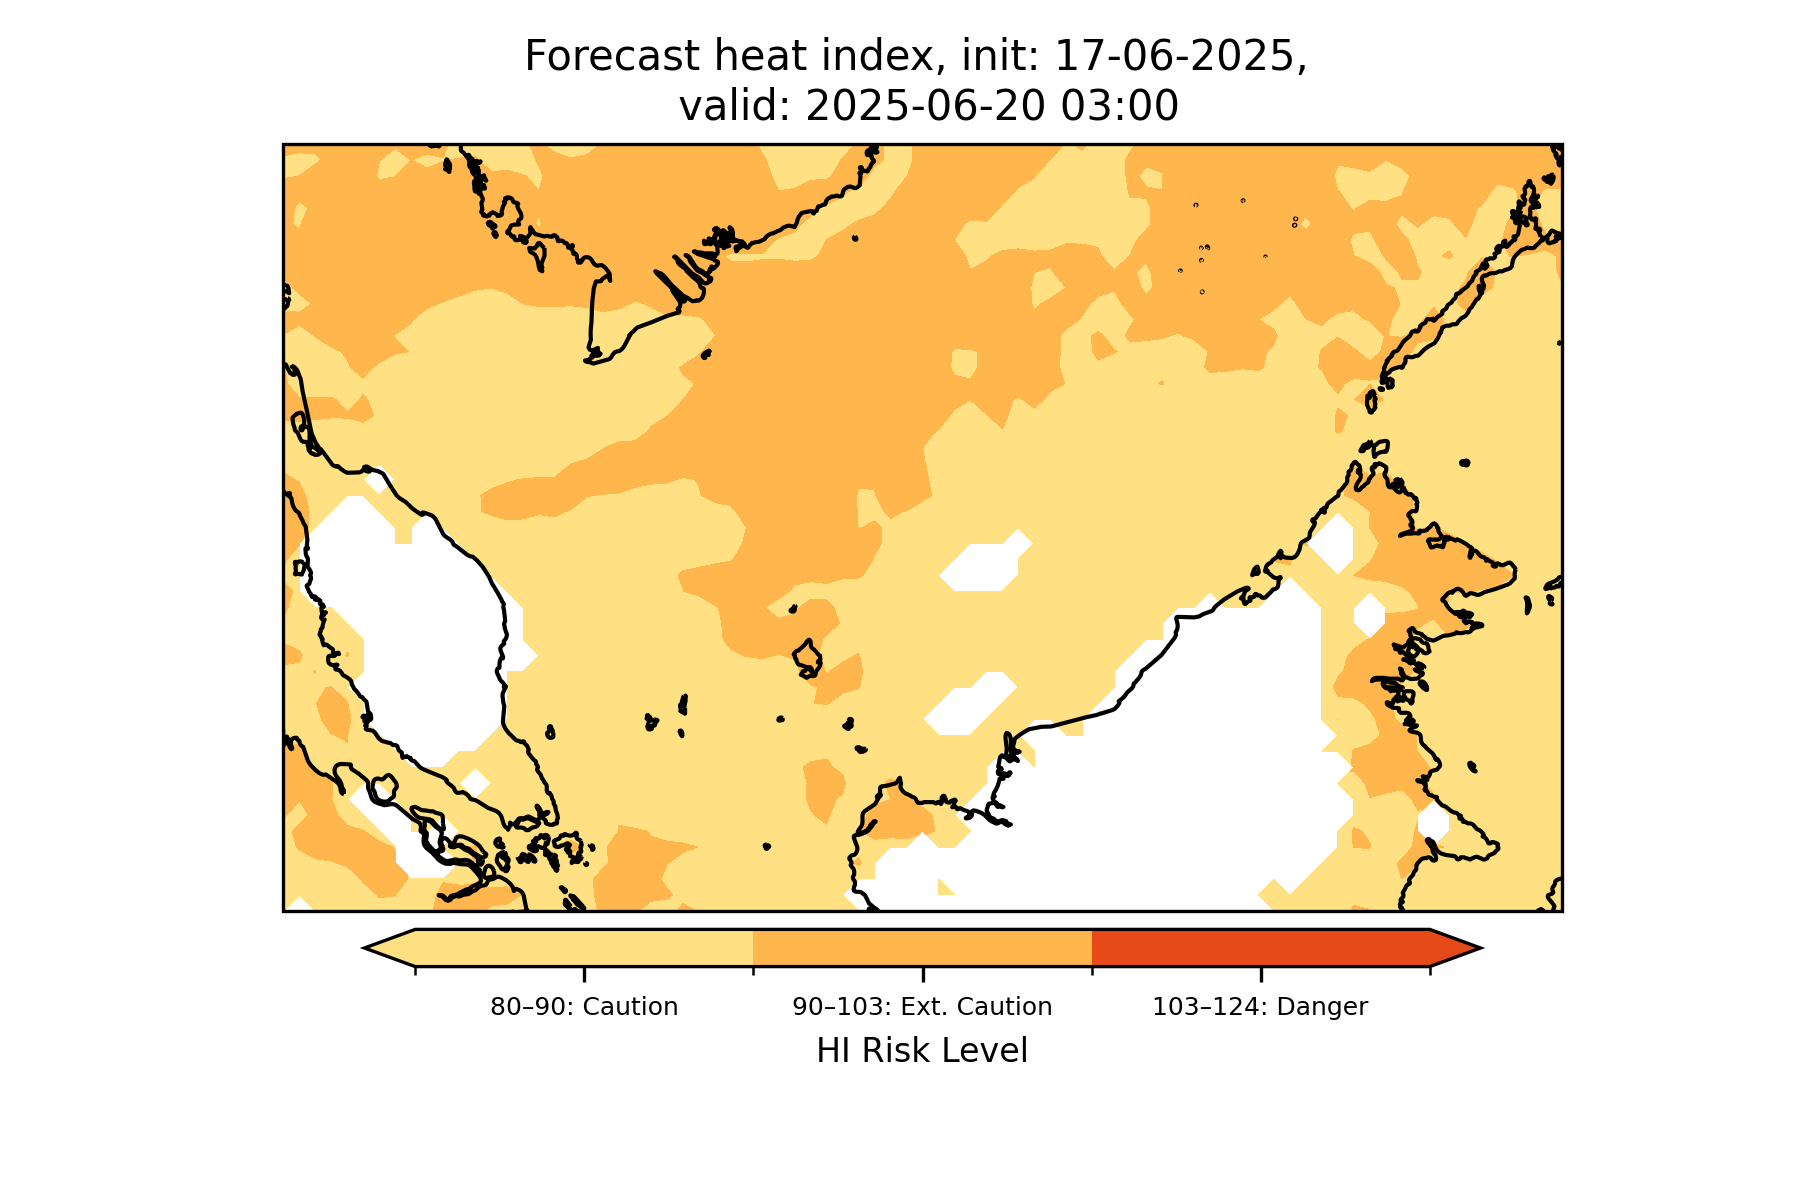 Forecast heat index, init: 17-06-2025,
valid: 2025-06-20 03:00
80–90: Caution
90–103: Ext. Caution
103–124: Danger
HI Risk Level